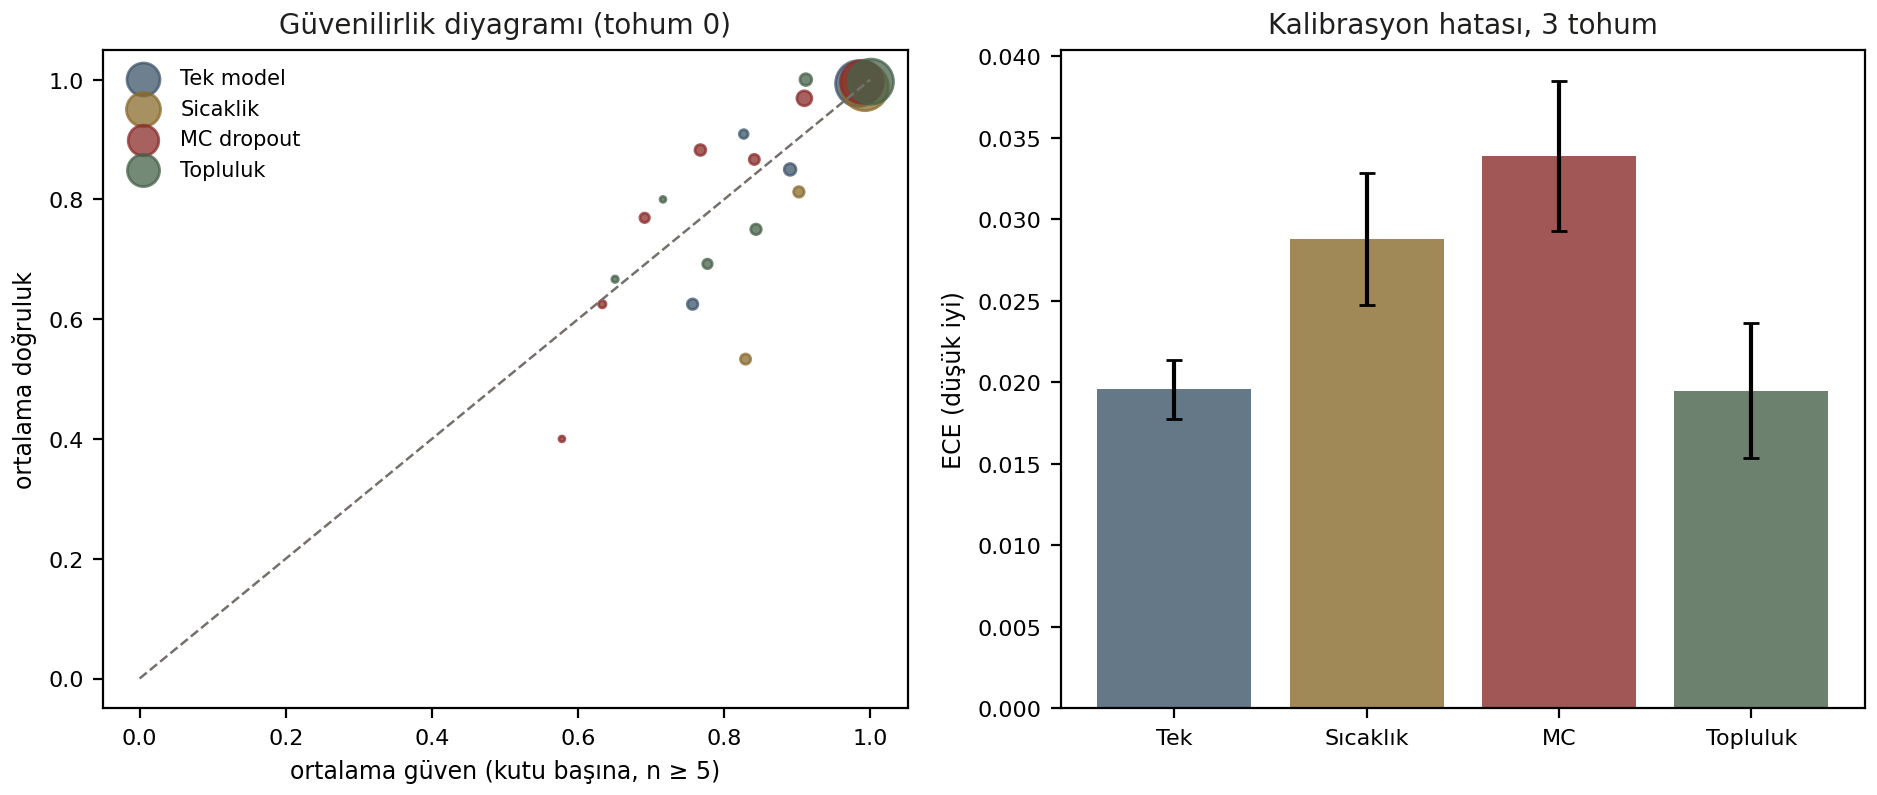 Güvenilirlik diyagramı (tohum 0)
Tek model
Sicaklik
MC dropout
Topluluk
ortalama doğruluk
1.0
0.8
0.6
0.4
0.2
0.0
0.0 0.2 0.4 0.6 0.8 1.0
ortalama güven (kutu başına, n ≥ 5)
Kalibrasyon hatası, 3 tohum
ECE (düşük iyi)
0.040
0.035
0.030
0.025
0.020
0.015
0.010
0.005
0.000
Tek Sıcaklık MC Topluluk